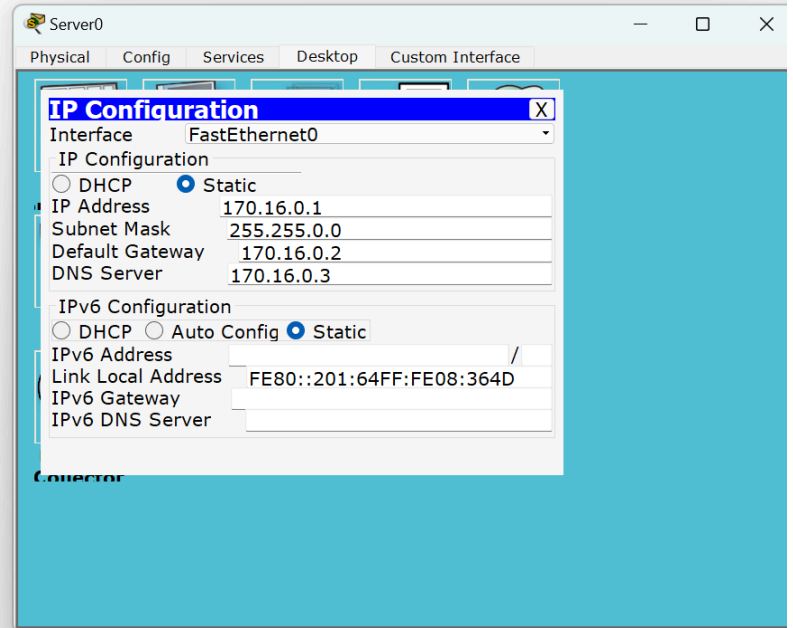 Server0
Physical Config Services Desktop Custom Interface
IP Configuration X
Interface FastEthernet0
IP Configuration
DHCP Static
IP Address 170.16.0.1
Subnet Mask 255.255.0.0
Default Gateway 170.16.0.2
DNS Server 170.16.0.3
IPv6 Configuration
DHCP Auto Config Static
IPv6 Address /
Link Local Address FE80::201:64FF:FE08:364D
IPv6 Gateway
IPv6 DNS Server
Collector